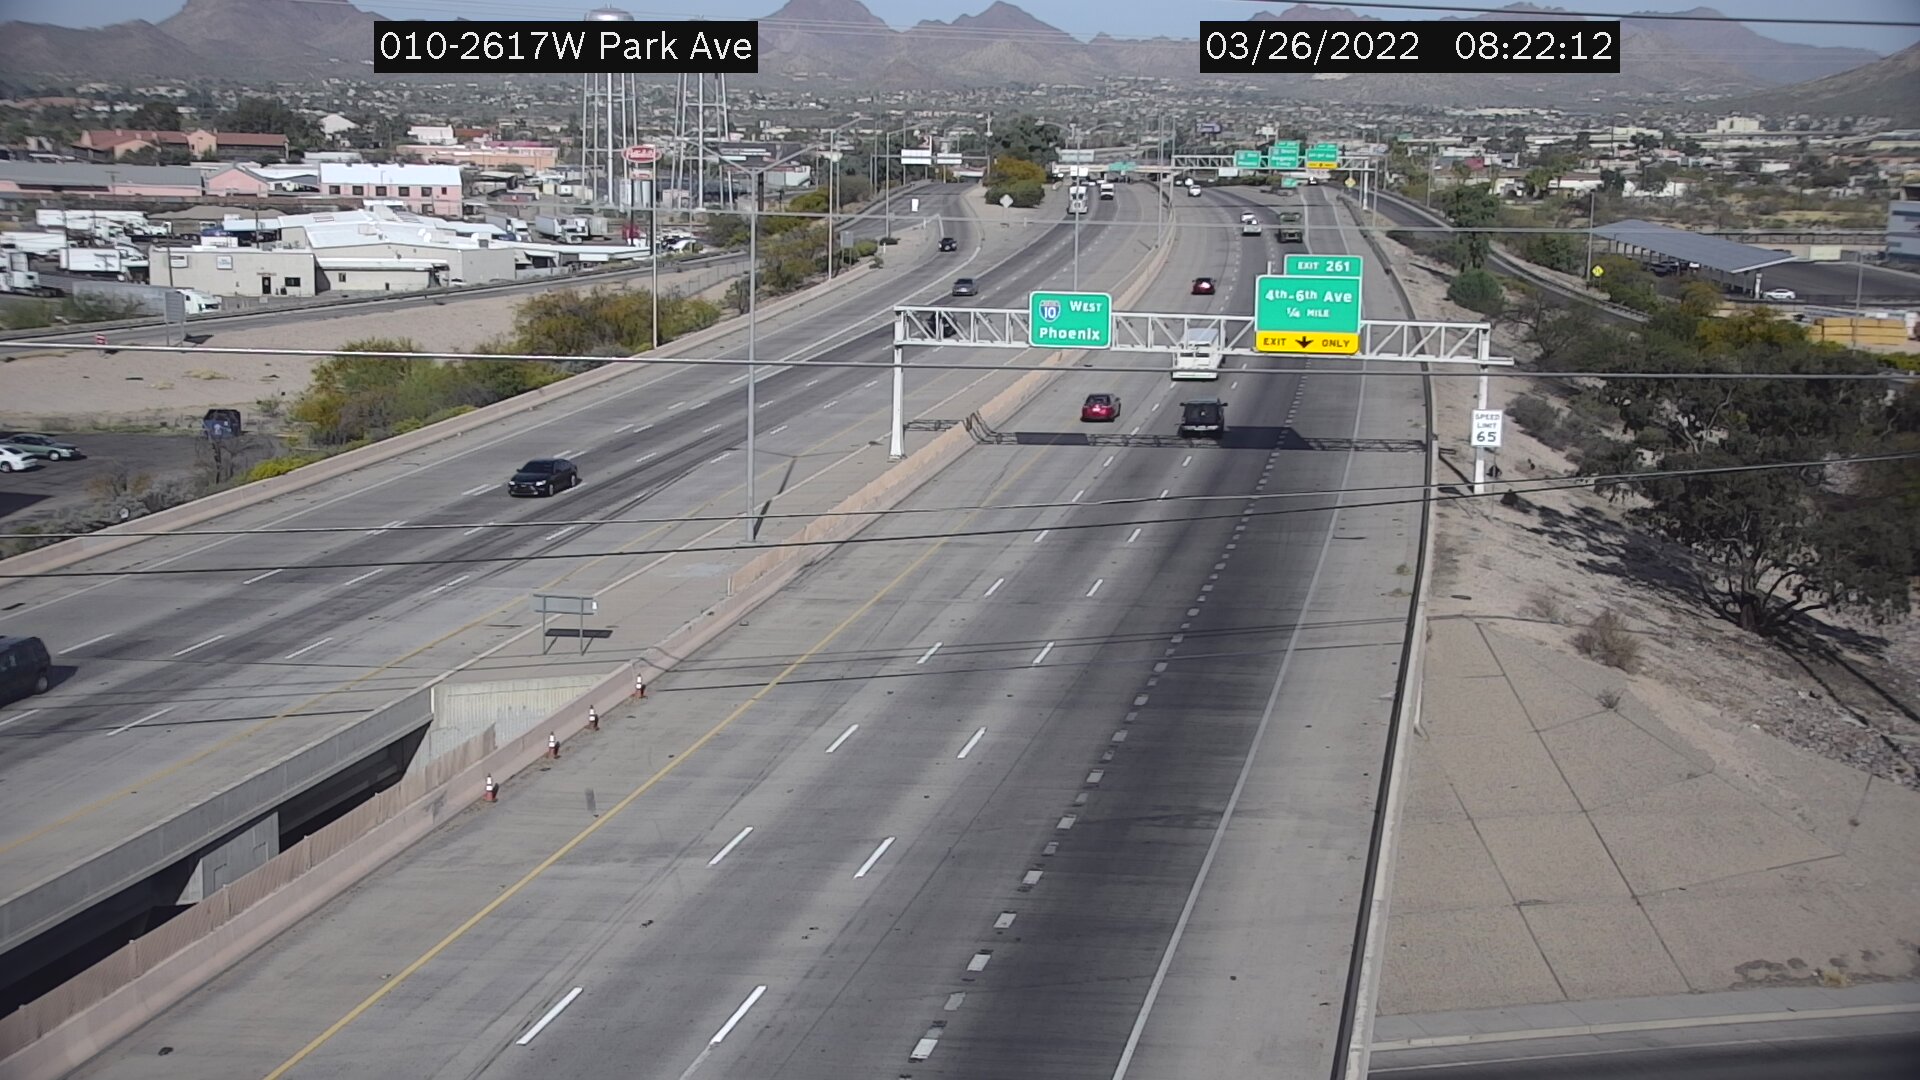 010-2617W Park Ave
03/26/2022 08:22:12
EXIT 261
4th-6th Ave
1/4 MILE
EXIT ONLY
10 WEST
Phoenix
SPEED
LIMIT
65